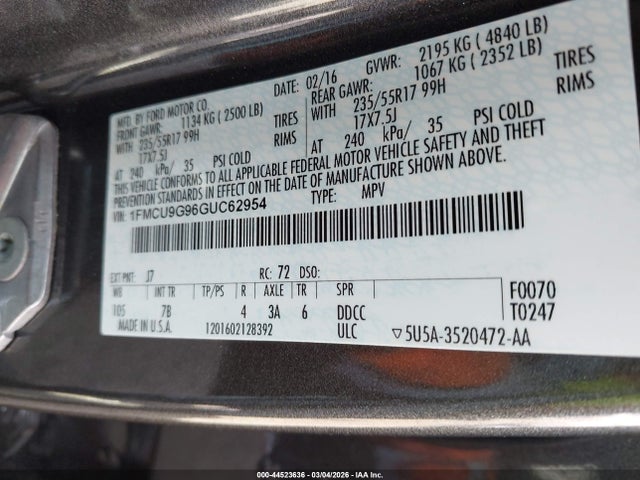 MFD. BY FORD MOTOR CO.
DATE: 02/16 GVWR: 2195 KG ( 4840 LB)
FRONT GAWR: 1134 KG ( 2500 LB) REAR GAWR: 1067 KG ( 2352 LB)
WITH 235/55R17 99H TIRES WITH 235/55R17 99H TIRES
17X7.5J RIMS 17X7.5J RIMS
AT 240 kPa/ 35 PSI COLD AT 240 kPa/ 35 PSI COLD
THIS VEHICLE CONFORMS TO ALL APPLICABLE FEDERAL MOTOR VEHICLE SAFETY AND THEFT
PREVENTION STANDARDS IN EFFECT ON THE DATE OF MANUFACTURE SHOWN ABOVE.
VIN: 1FMCU9G96GUC62954 TYPE: MPV
EXT PNT: J7 RC: 72 DSO:
WB INT TR TP/PS R AXLE TR SPR F0070
105 7B 4 3A 6 DDCC T0247
MADE IN U.S.A. 1201602128392 ULC ▽5U5A-3520472-AA
000-44523636 - 03/04/2026 - IAA Inc.